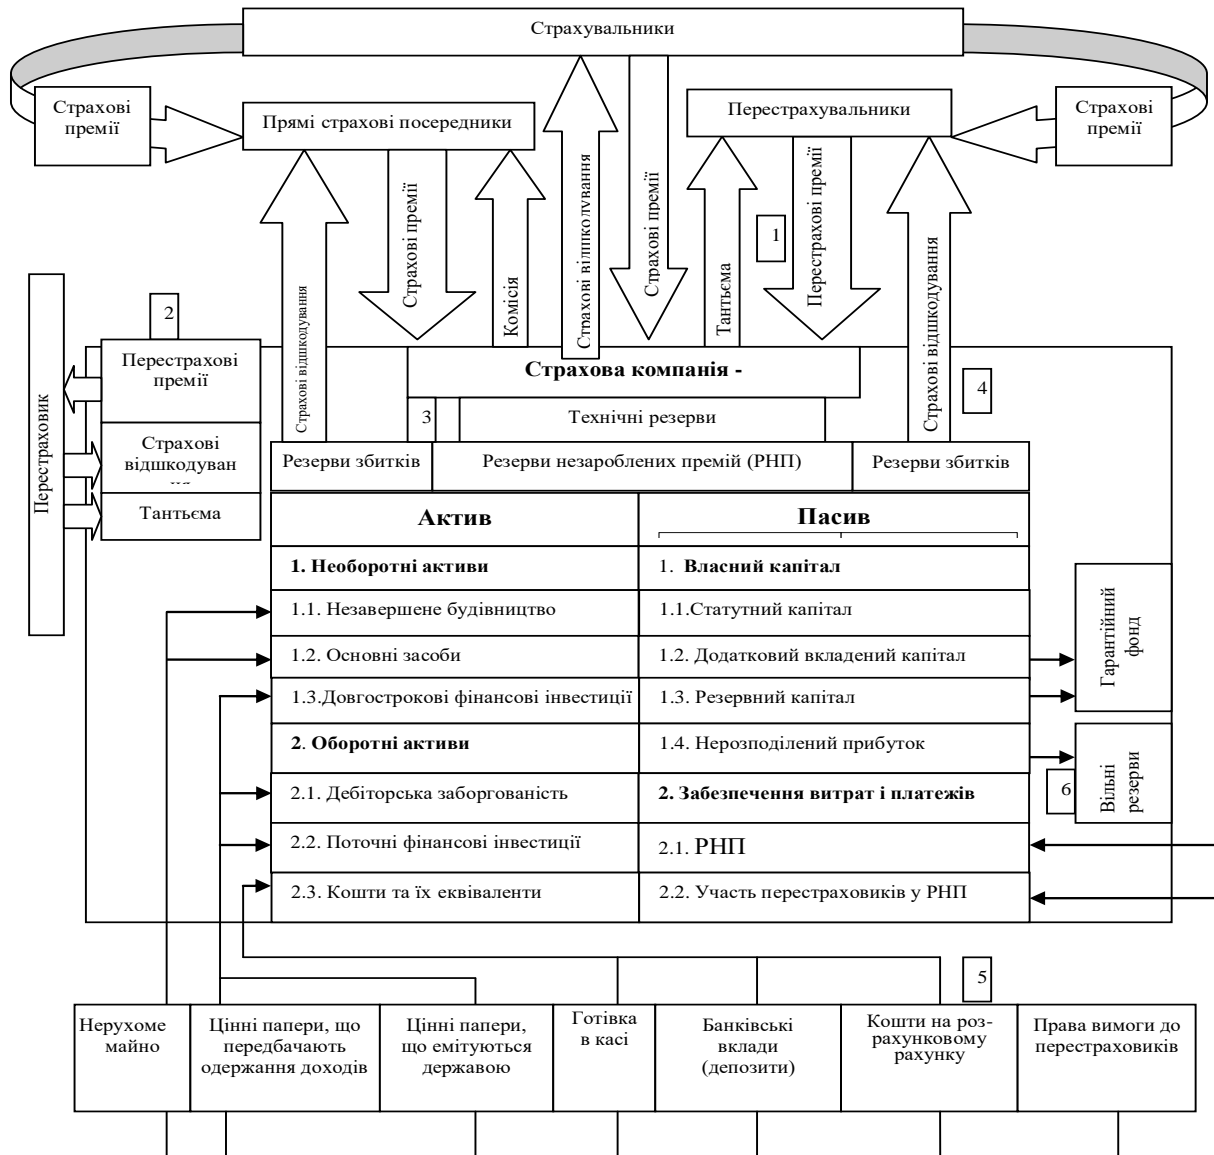 Страхувальники
Страхові
премії
Прямі страхові посередники
Перестрахувальники
Страхові
премії
Страхові відшкодування
Страхові премії
Комісія
Страхові відшкодування
Страхові премії
Тантьєма
1
Перестрахові премії
Страхові відшкодування
2
Перестраховик
Перестрахові
премії
Страхові
відшкодуван
Тантьєма
Страхова компанія -
3
4
Технічні резерви
Резерви збитків
Резерви незароблених премій (РНП)
Резерви збитків
Актив
Пасив
1. Необоротні активи
1. Власний капітал
1.1. Незавершене будівництво
1.1.Статутний капітал
1.2. Основні засоби
1.2. Додатковий вкладений капітал
1.3.Довгострокові фінансові інвестиції
1.3. Резервний капітал
2. Оборотні активи
1.4. Нерозподілений прибуток
2.1. Дебіторська заборгованість
2. Забезпечення витрат і платежів
2.2. Поточні фінансові інвестиції
2.1. РНП
2.3. Кошти та їх еквіваленти
2.2. Участь перестраховиків у РНП
Гарантійний
фонд
6
Вільні
резерви
5
Нерухоме
майно
Цінні папери, що
передбачають
одержання доходів
Цінні папери,
що емітуються
державою
Готівка
в касі
Банківські
вклади
(депозити)
Кошти на роз-
рахунковому
рахунку
Права вимоги до
перестраховиків